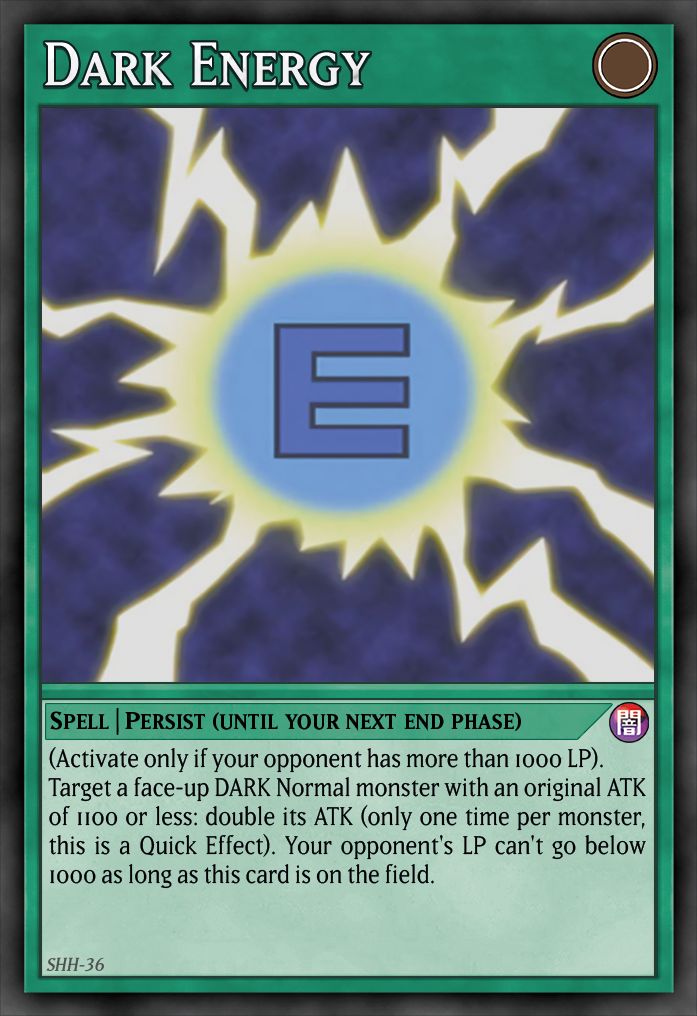 Dark Energy
E
Spell | Persist (until your next end phase)
闇
(Activate only if your opponent has more than 1000 LP).
Target a face-up DARK Normal monster with an original ATK
of 1100 or less: double its ATK (only one time per monster,
this is a Quick Effect). Your opponent's LP can't go below
1000 as long as this card is on the field.
SHH-36